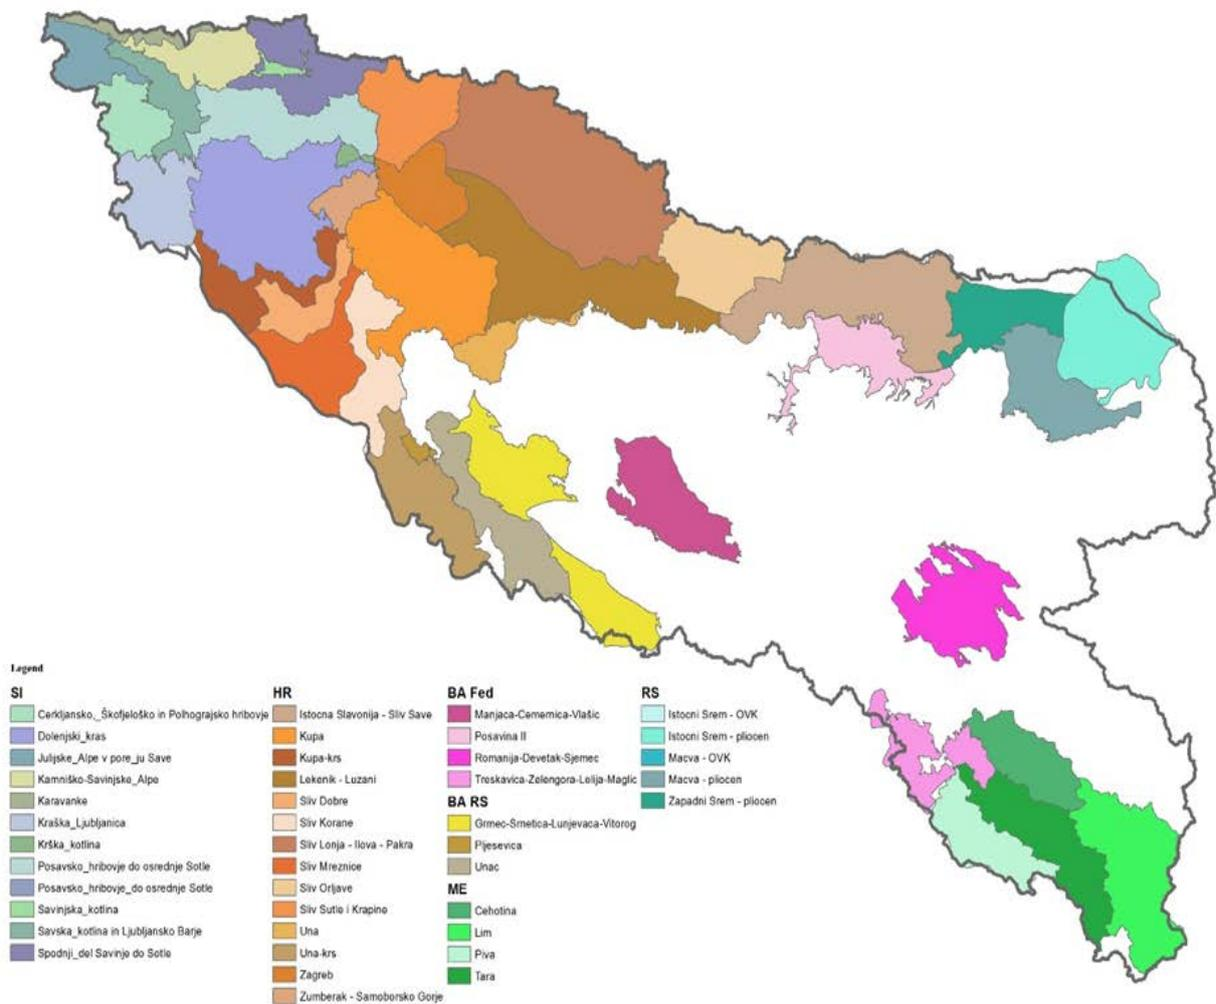 Legend
SI
Cerkljansko,_Škofjeloško in Polhograjsko hribovje
Dolenjski_kras
Julijske_Alpe v pore_ju Save
Kamniško-Savinjske_Alpe
Karavanke
Kraška_Ljubljanica
Krška_kotlina
Posavsko_hribovje do osrednje Sotle
Posavsko_hribovje_do osrednje Sotle
Savinjska_kotlina
Savska_kotlina in Ljubljansko Barje
Spodnji_del Savinje do Sotle
HR
Istocna Slavonija - Sliv Save
Kupa
Kupa-krs
Lekenik - Luzani
Sliv Dobre
Sliv Korane
Sliv Lonja - Ilova - Pakra
Sliv Mreznice
Sliv Orljave
Sliv Sutle i Krapine
Una
Una-krs
Zagreb
Zumberak - Samoborsko Gorje
BA Fed
Manjaca-Cemernica-Vlašic
Posavina II
Romanija-Devetak-Sjemec
Treskavica-Zelengora-Lelija-Maglic
BA RS
Grmec-Srnetica-Lunjevaca-Vitorog
Pljesevica
Unac
ME
Cehotina
Lim
Piva
Tara
RS
Istocni Srem - OVK
Istocni Srem - pliocen
Macva - OVK
Macva - pliocen
Zapadni Srem - pliocen